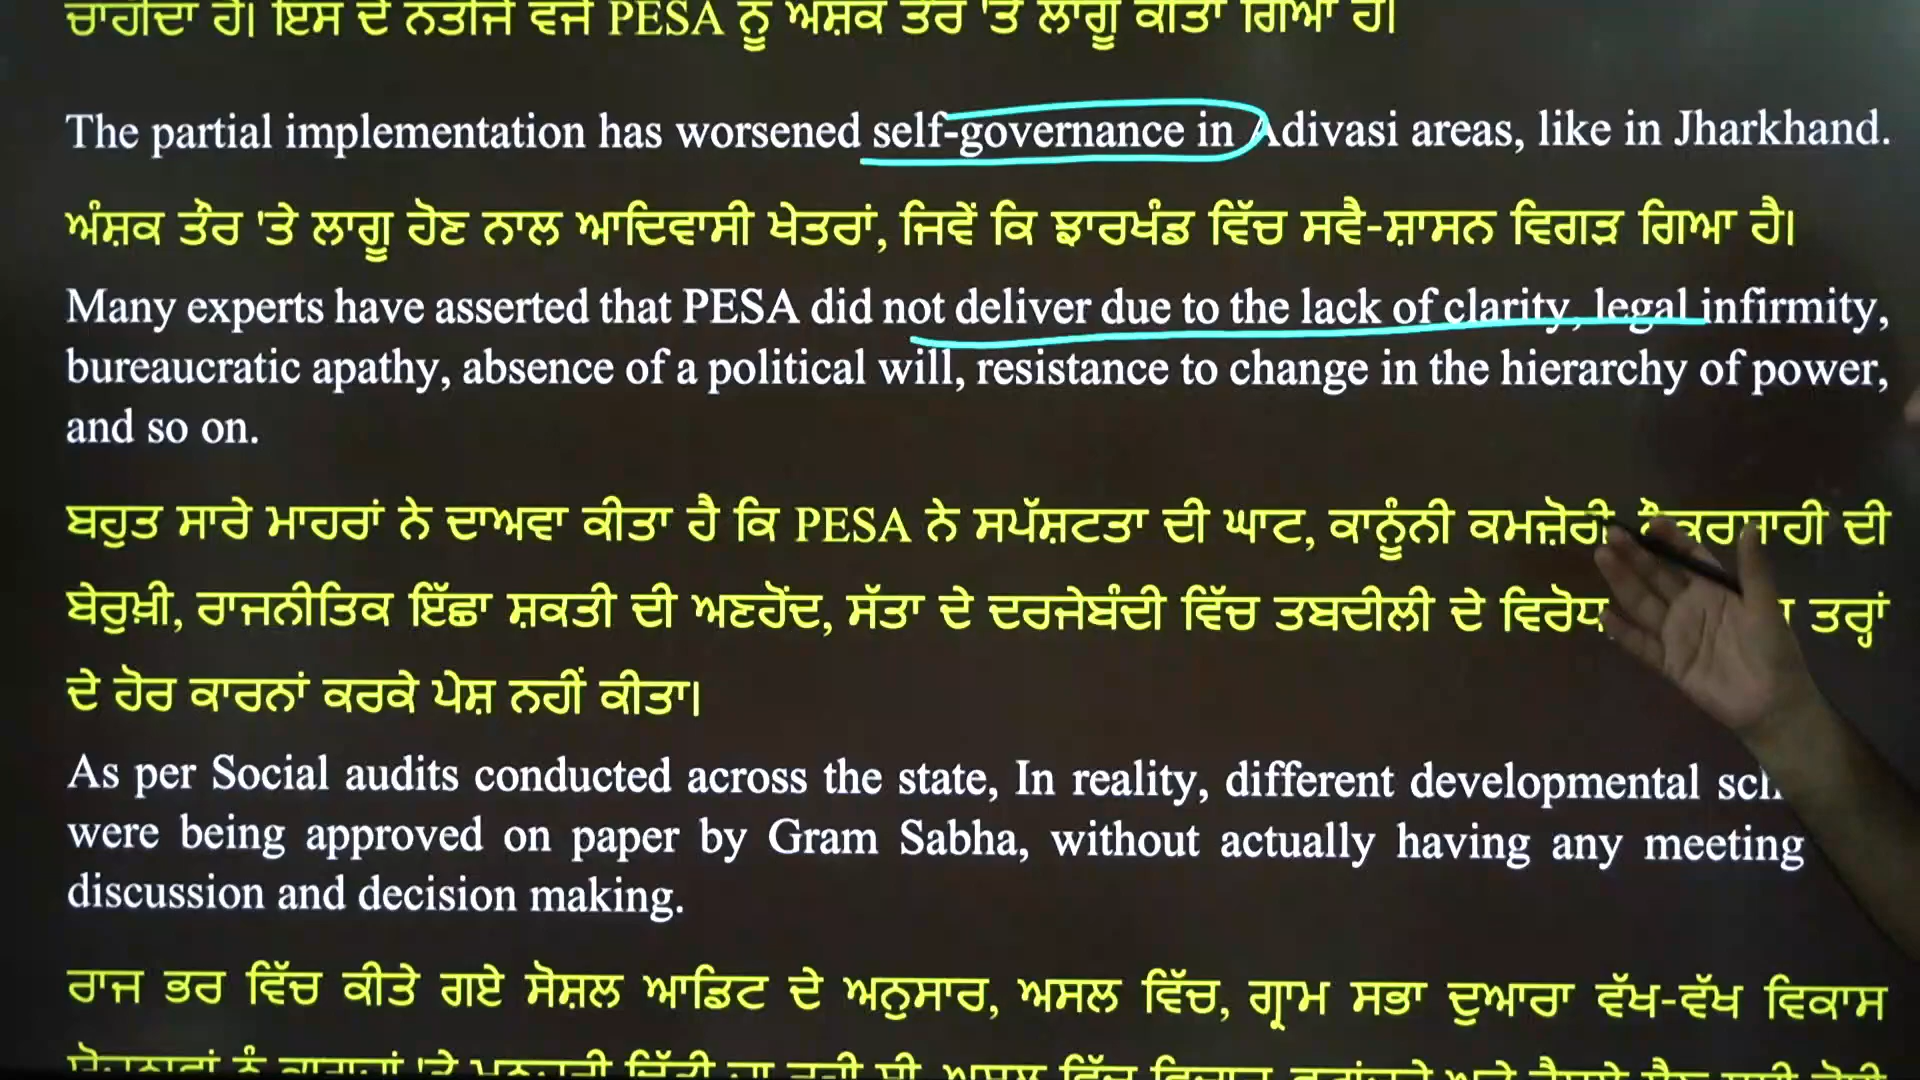 ਚਾਹੀਦਾ ਹੈ। ਇਸ ਦੇ ਨਤੀਜੇ ਵਜੋਂ PESA ਨੂੰ ਅੰਸ਼ਕ ਤੌਰ 'ਤੇ ਲਾਗੂ ਕੀਤਾ ਗਿਆ ਹੈ।
The partial implementation has worsened self-governance in Adivasi areas, like in Jharkhand.
ਅੰਸ਼ਕ ਤੌਰ 'ਤੇ ਲਾਗੂ ਹੋਣ ਨਾਲ ਆਦਿਵਾਸੀ ਖੇਤਰਾਂ, ਜਿਵੇਂ ਕਿ ਝਾਰਖੰਡ ਵਿੱਚ ਸਵੈ-ਸ਼ਾਸਨ ਵਿਗੜ ਗਿਆ ਹੈ।
Many experts have asserted that PESA did not deliver due to the lack of clarity, legal infirmity,
bureaucratic apathy, absence of a political will, resistance to change in the hierarchy of power,
and so on.
ਬਹੁਤ ਸਾਰੇ ਮਾਹਰਾਂ ਨੇ ਦਾਅਵਾ ਕੀਤਾ ਹੈ ਕਿ PESA ਨੇ ਸਪੱਸ਼ਟਤਾ ਦੀ ਘਾਟ, ਕਾਨੂੰਨੀ ਕਮਜ਼ੋਰੀ ਦੀ
ਬੇਰੁਖ਼ੀ, ਰਾਜਨੀਤਿਕ ਇੱਛਾ ਸ਼ਕਤੀ ਦੀ ਅਣਹੋਂਦ, ਸੱਤਾ ਦੇ ਦਰਜੇਬੰਦੀ ਵਿੱਚ ਤਬਦੀਲੀ ਦੇ ਵਿਰੋਧ ਤਰ੍ਹਾਂ
ਦੇ ਹੋਰ ਕਾਰਨਾਂ ਕਰਕੇ ਪੇਸ਼ ਨਹੀਂ ਕੀਤਾ।
As per Social audits conducted across the state, In reality, different developmental
were being approved on paper by Gram Sabha, without actually having any meeting
discussion and decision making.
ਰਾਜ ਭਰ ਵਿੱਚ ਕੀਤੇ ਗਏ ਸੋਸ਼ਲ ਆਡਿਟ ਦੇ ਅਨੁਸਾਰ, ਅਸਲ ਵਿੱਚ, ਗ੍ਰਾਮ ਸਭਾ ਦੁਆਰਾ ਵੱਖ-ਵੱਖ ਵਿਕਾਸ